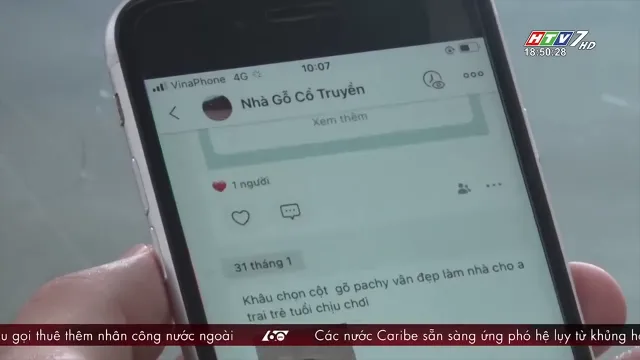 HTV7 HD
18:50:28
VinaPhone 4G 10:07
Nhà Gỗ Cổ Truyền
Xem thêm
1 người
31 tháng 1
Khâu chọn cột gõ pachy vân đẹp làm nhà cho a
trai trẻ tuổi chịu chơi
u gọi thuê thêm nhân công nước ngoài 60 Các nước Caribe sẵn sàng ứng phó hệ lụy từ khủng h